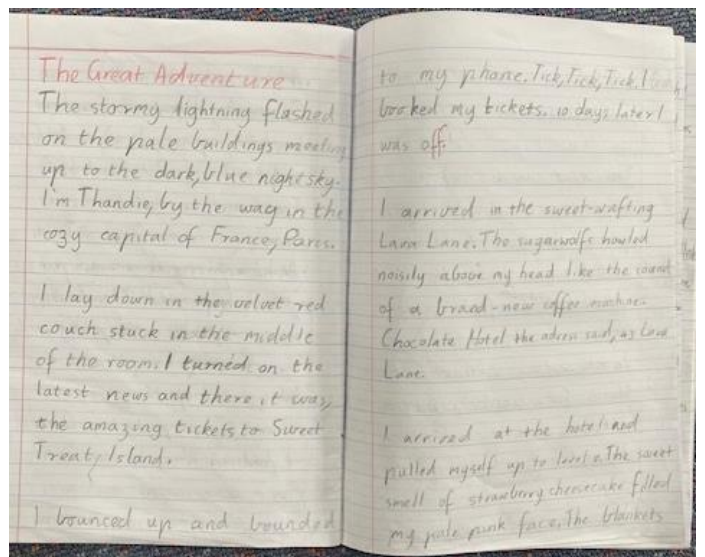 The Great Adventure
The stormy lightning flashed
on the pale buildings meeting
up to the dark, blue night sky.
I'm Thandie, by the way in the
cozy capital of France, Paris.
I lay down in the velvet red
couch stuck in the middle
of the room. I turned on the
latest news and there it was,
the amazing tickets to Sweet
Treat, Island.
I bounced up and bounded
to my phone. Tick, Tick, Tick. I
booked my tickets. 10 days later I
was off.
I arrived in the sweet-wafting
Lava Lane. The sugarwolfs howled
noisily above my head like the sound
of a brand-new coffee machine.
Chocolate Hotel the adress said, 45 Lava
Lane.
I arrived at the hotel and
pulled myself up to level 2. The sweet
smell of strawberry cheesecake filled
my pale pink face. The blankets